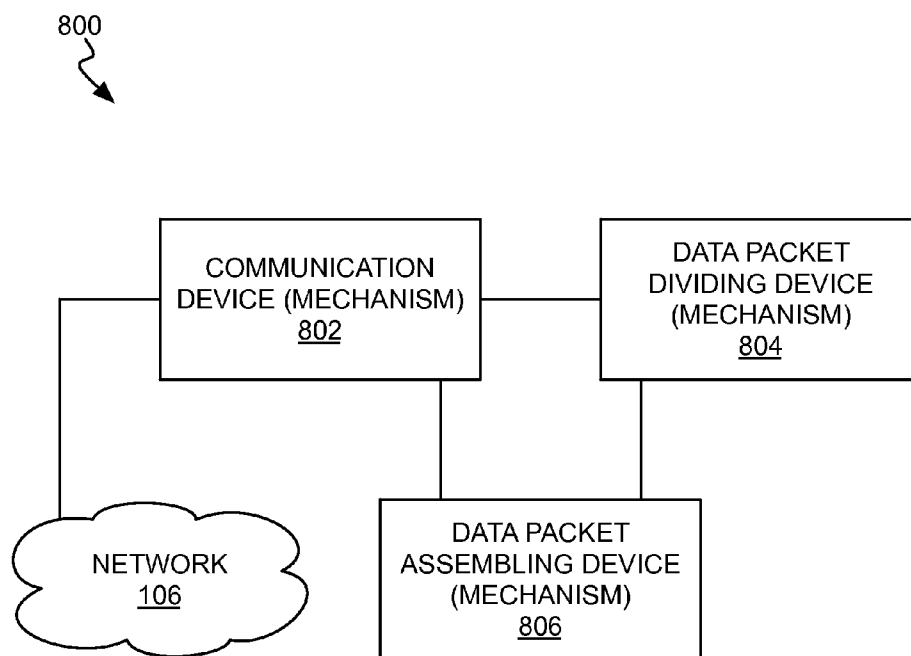 800
COMMUNICATION
DEVICE (MECHANISM)
802
DATA PACKET
DIVIDING DEVICE
(MECHANISM)
804
NETWORK
106
DATA PACKET
ASSEMBLING DEVICE
(MECHANISM)
806